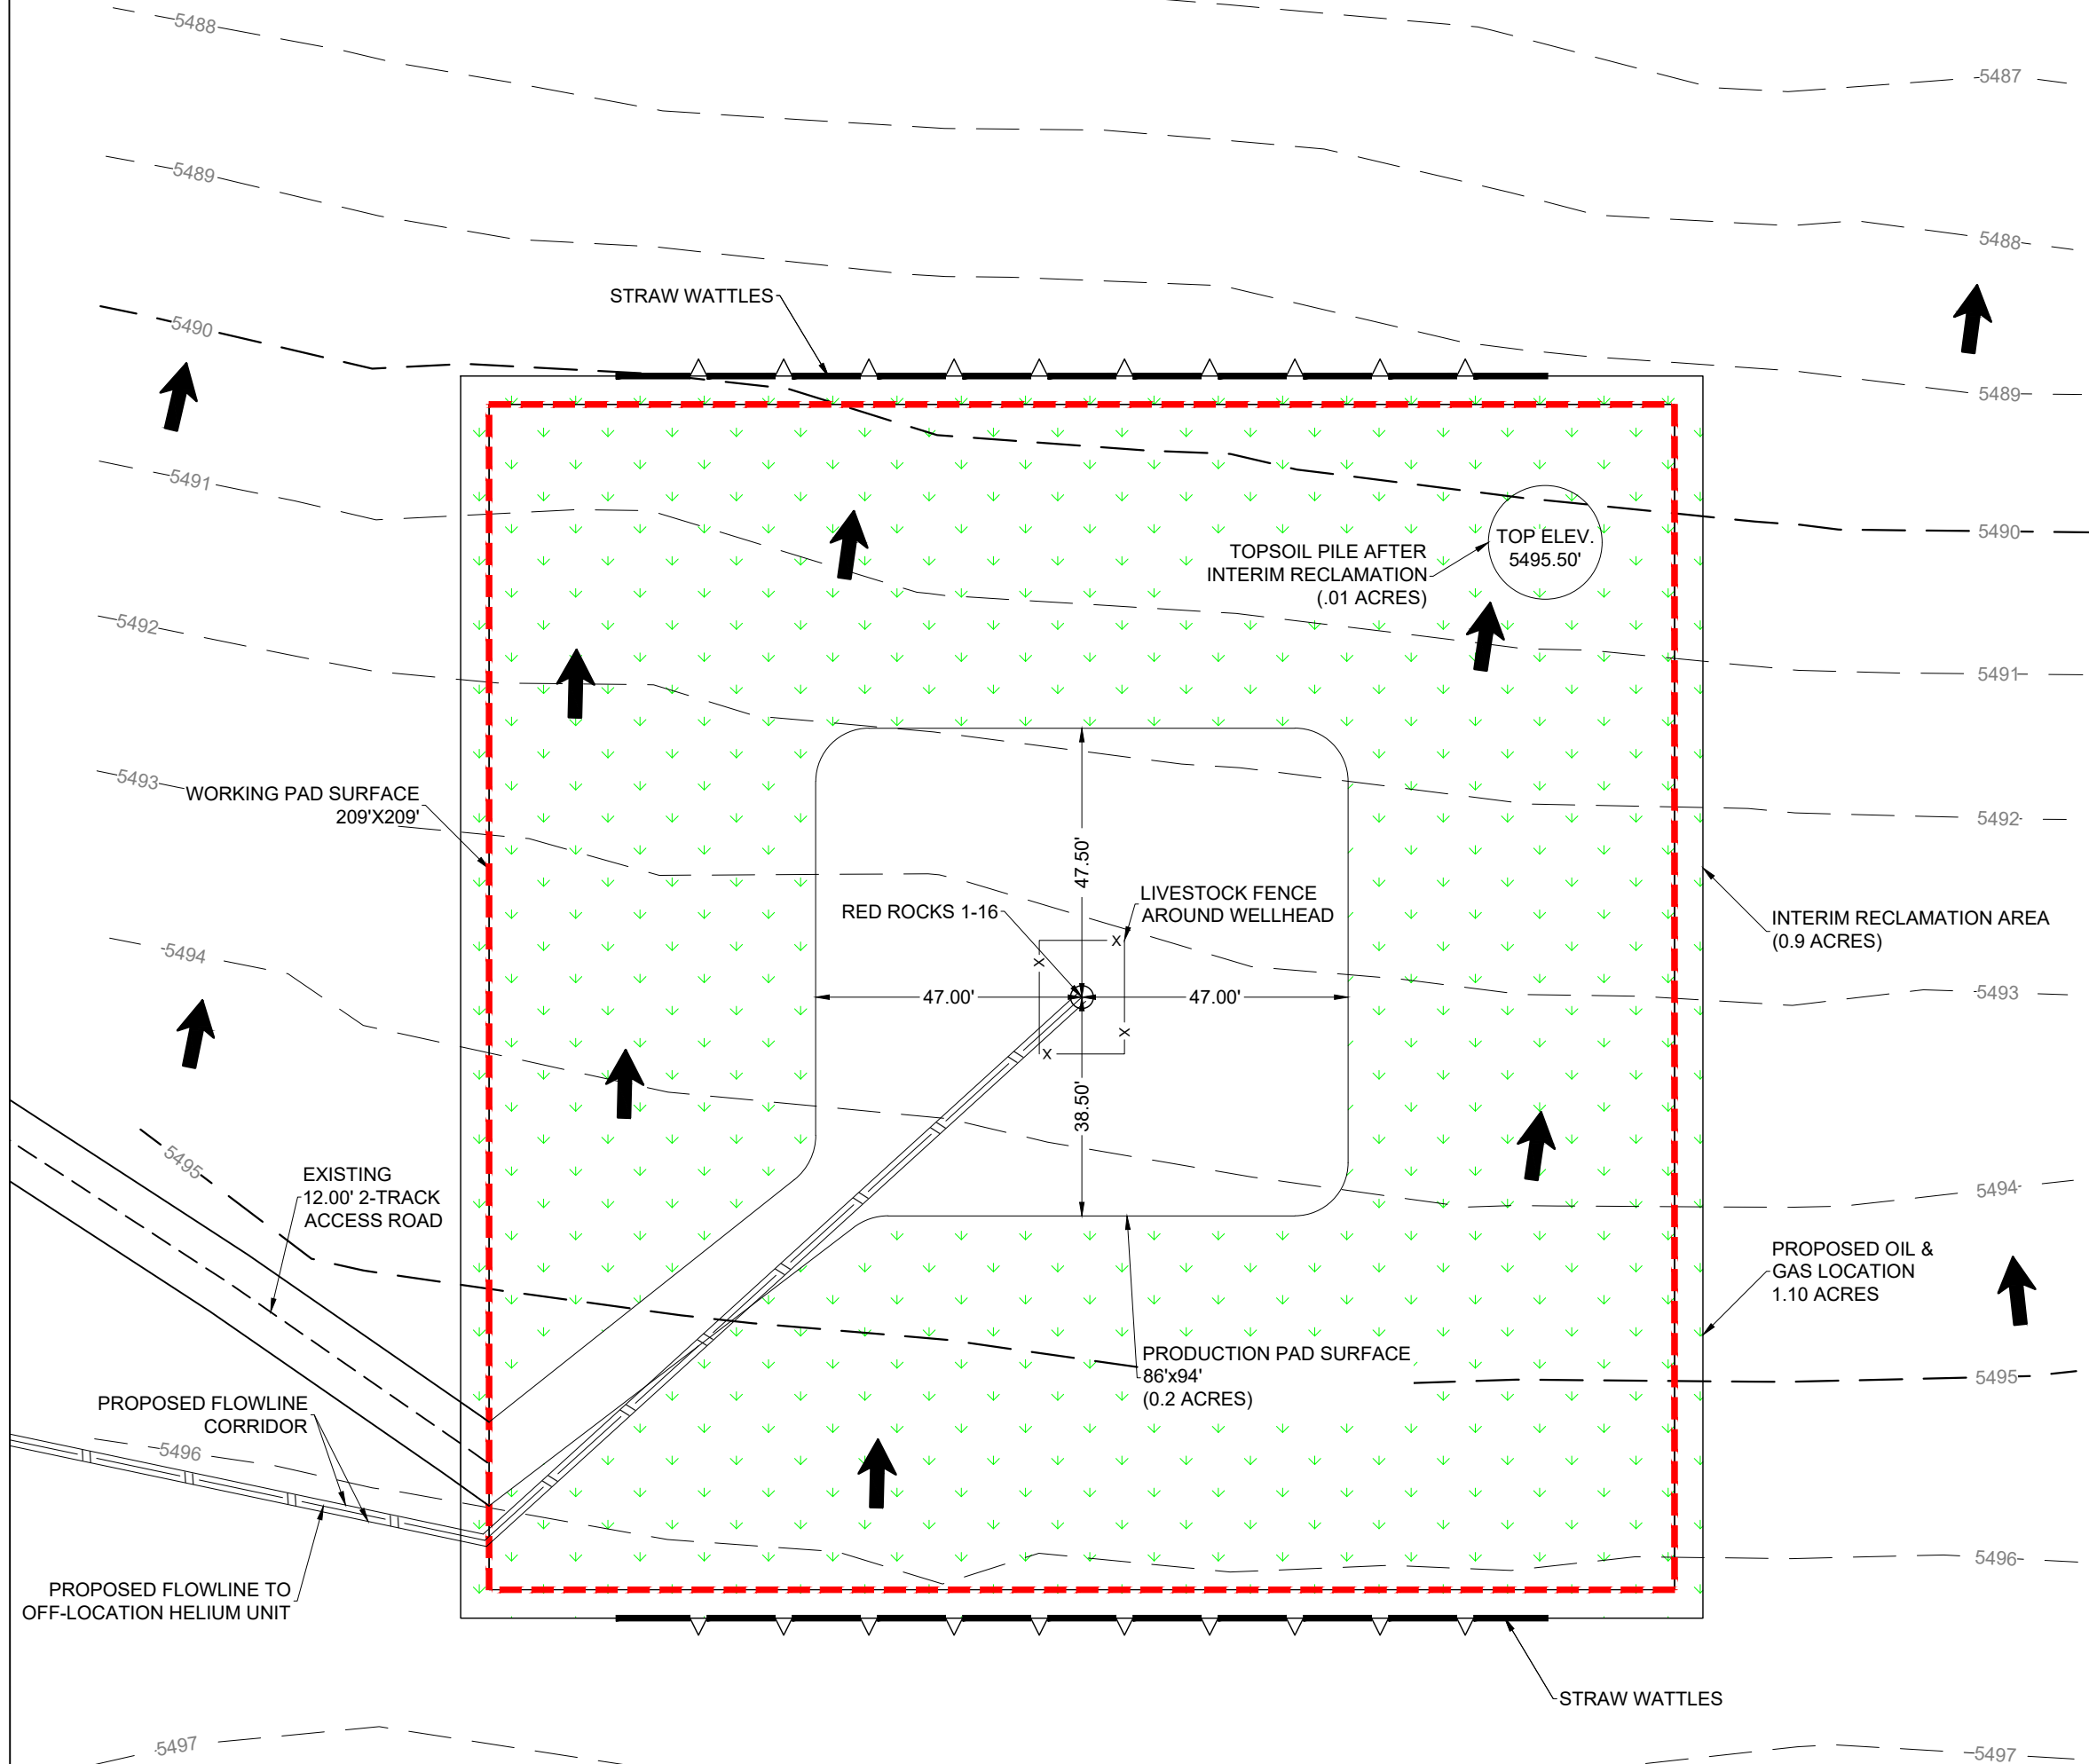 5488
5487
5489
5488
STRAW WATTLES
5490
5489
5491
TOP ELEV.
5495.50'
5490
TOPSOIL PILE AFTER
INTERIM RECLAMATION
(.01 ACRES)
5492
5491
5493
WORKING PAD SURFACE
209'X209'
5492
47.50'
LIVESTOCK FENCE
AROUND WELLHEAD
RED ROCKS 1-16
INTERIM RECLAMATION AREA
(0.9 ACRES)
5494
X
X
47.00'
47.00'
5493
X
X
38.50'
5495
EXISTING
12.00' 2-TRACK
ACCESS ROAD
5494
PROPOSED OIL &
GAS LOCATION
1.10 ACRES
PRODUCTION PAD SURFACE
86'x94'
(0.2 ACRES)
5495
PROPOSED FLOWLINE
CORRIDOR
5496
5496
PROPOSED FLOWLINE TO
OFF-LOCATION HELIUM UNIT
STRAW WATTLES
5497
5497